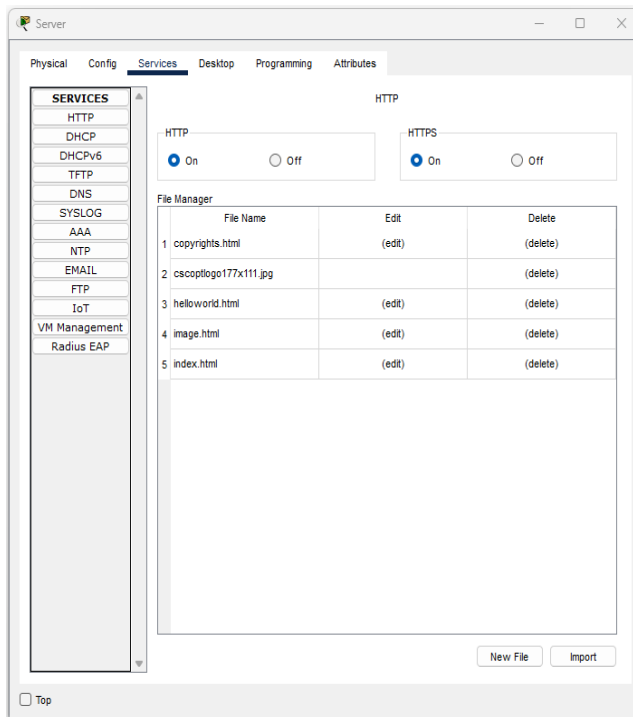 Server
Physical Config Services Desktop Programming Attributes
SERVICES
HTTP
DHCP
DHCPv6
TFTP
DNS
SYSLOG
AAA
NTP
EMAIL
FTP
IoT
VM Management
Radius EAP
HTTP
HTTP
On Off
HTTPS
On Off
File Manager
File Name Edit Delete
1 copyrights.html (edit) (delete)
2 cscoptlogo177x111.jpg (delete)
3 helloworld.html (edit) (delete)
4 image.html (edit) (delete)
5 index.html (edit) (delete)
New File Import
Top